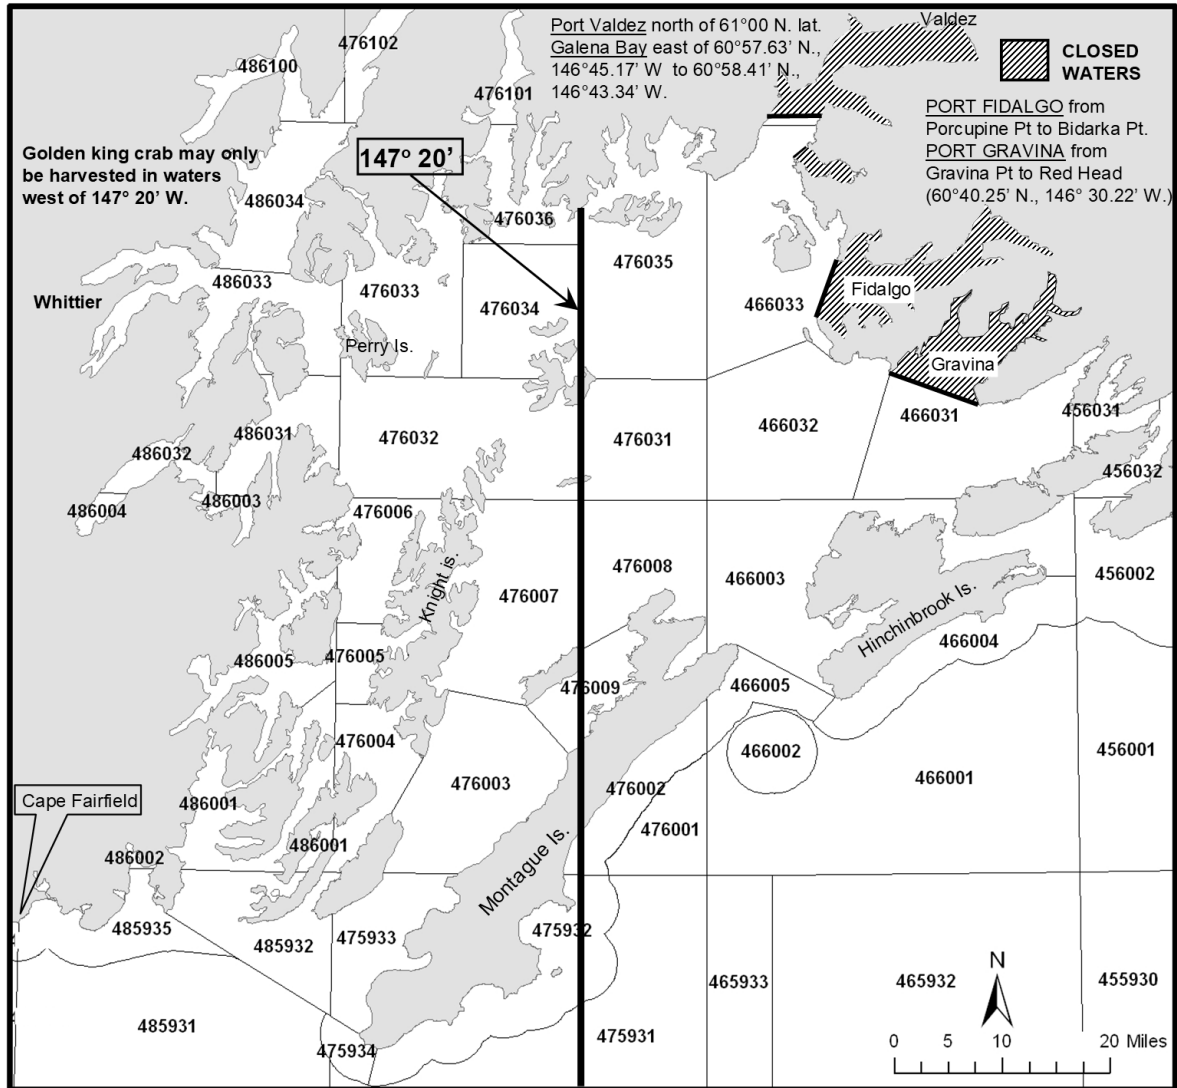 Port Valdez north of 61°00 N. lat.
Galena Bay east of 60°57.63’ N.,
146°45.17’ W to 60°58.41’ N.,
146°43.34’ W.
Valdez
CLOSED
WATERS
PORT FIDALGO from
Porcupine Pt to Bidarka Pt.
PORT GRAVINA from
Gravina Pt to Red Head
(60°40.25’ N., 146° 30.22’ W.)
476102
486100
476101
147° 20’
Golden king crab may only
be harvested in waters
west of 147° 20’ W.
486034
476036
476035
486033
476033
476034
466033
Fidalgo
Whittier
Perry Is.
Gravina
486031
476032
476031
466032
466031
456031
486032
456032
486004
486003
476006
476007
476008
466003
456002
Knight is.
Hinchinbrook Is.
466004
486005
476005
476009
466005
476004
466002
456001
476003
476002
466001
Cape Fairfield
486001
476001
486001
486002
Montague Is.
485935
485932
475933
475932
465933
465932
455930
N
485931
475934
475931
0 5 10 20 Miles